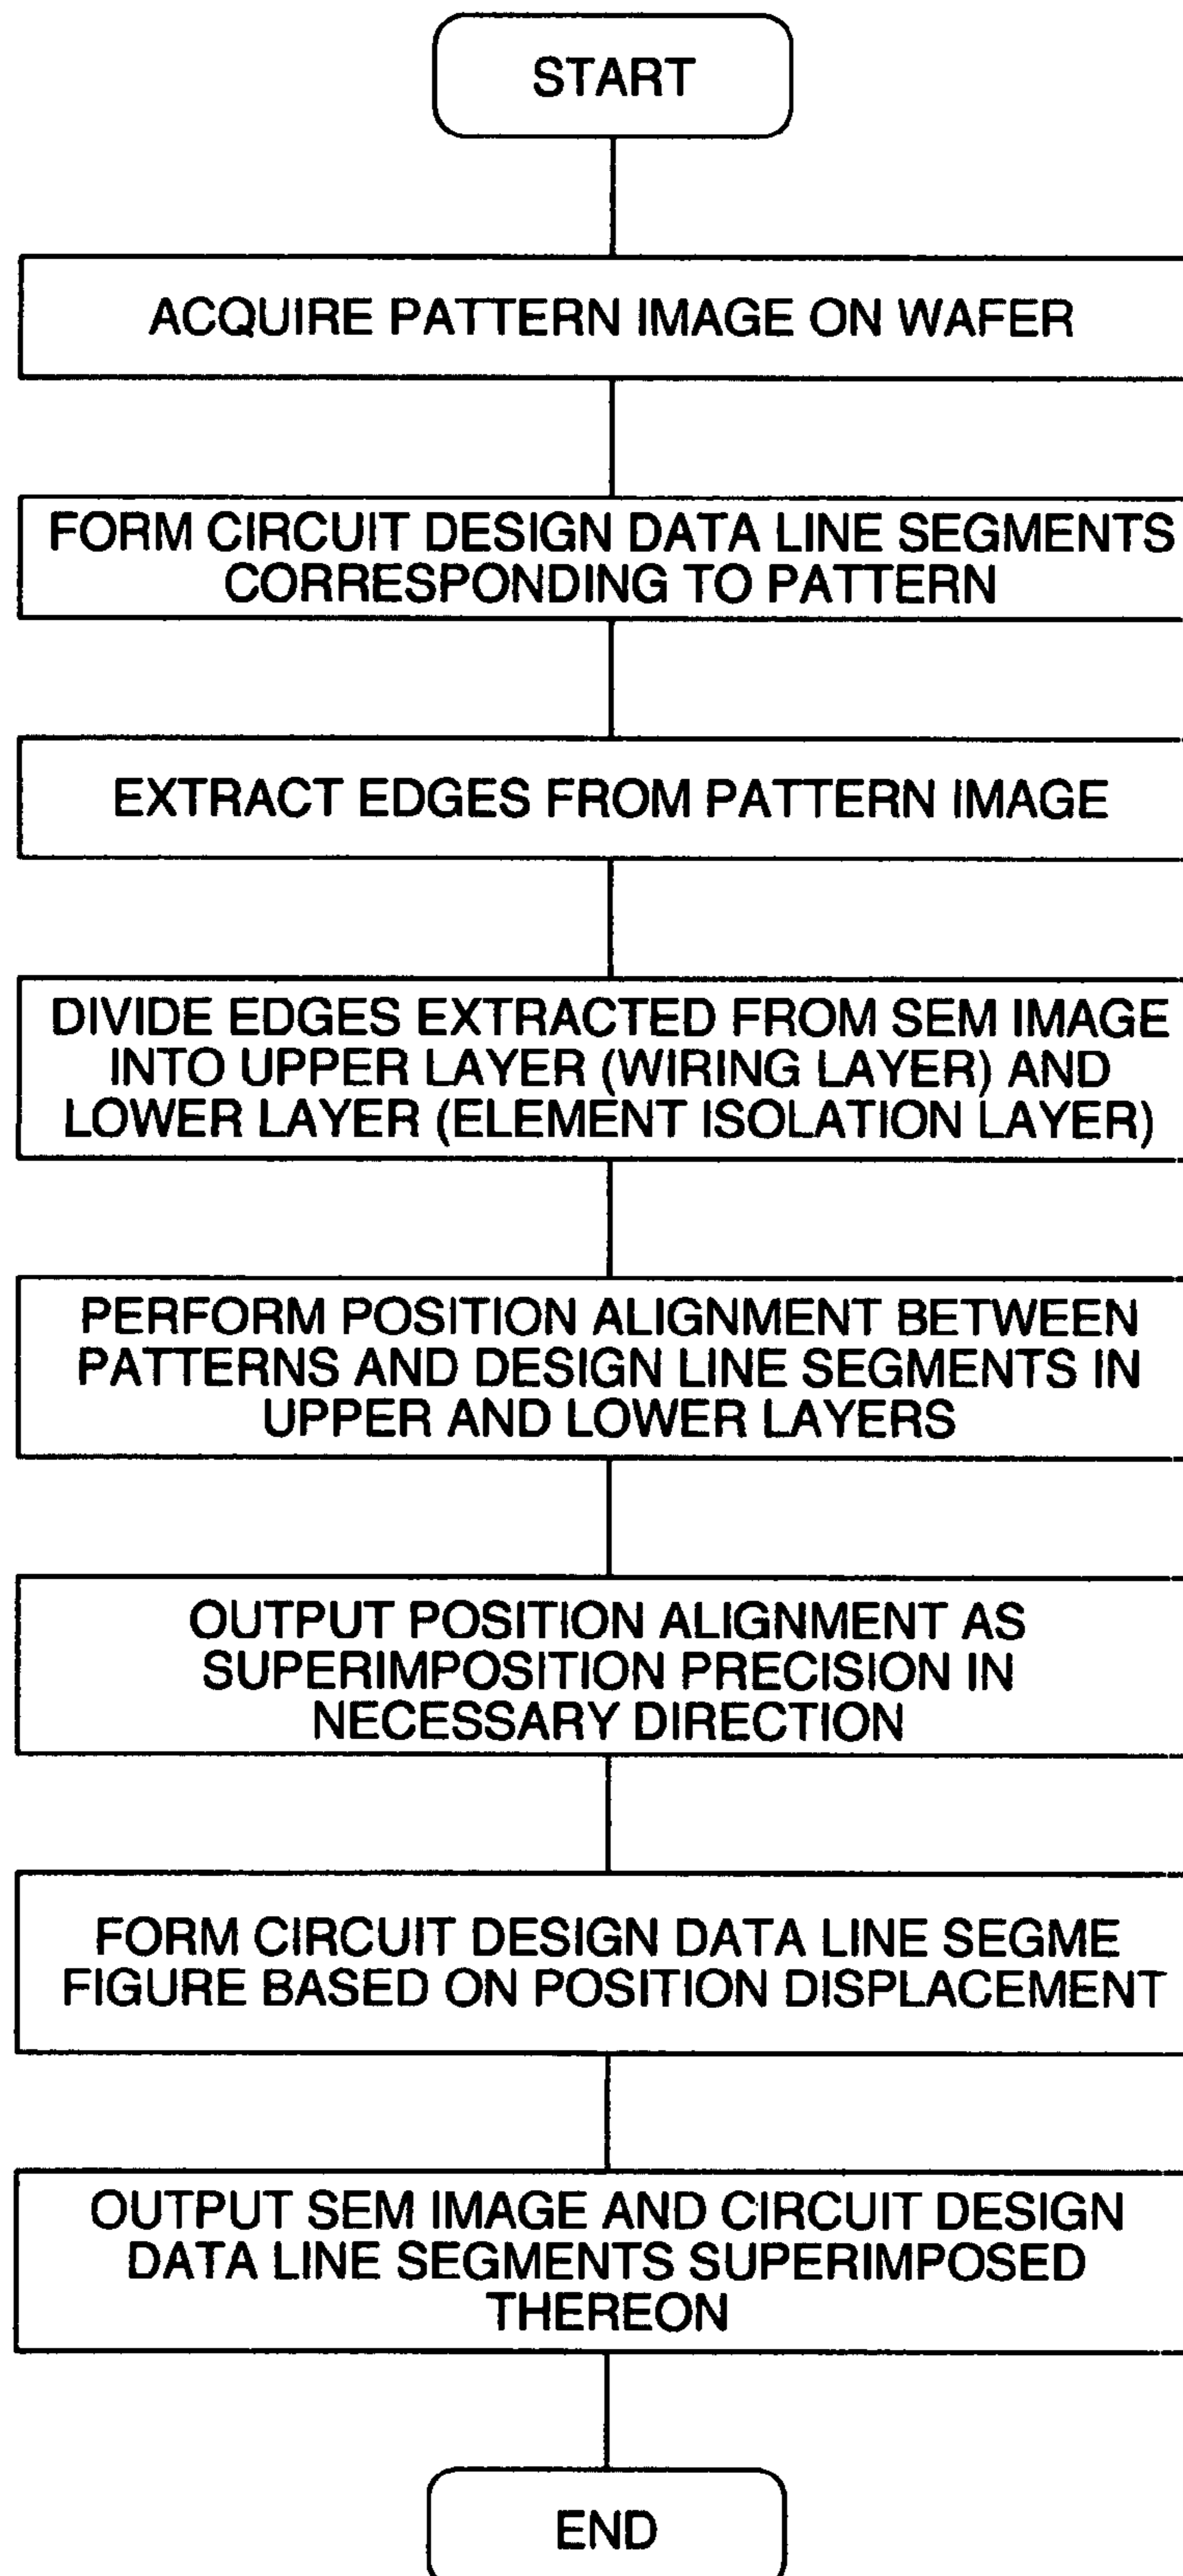 START
ACQUIRE PATTERN IMAGE ON WAFER
FORM CIRCUIT DESIGN DATA LINE SEGMENTS
CORRESPONDING TO PATTERN
EXTRACT EDGES FROM PATTERN IMAGE
DIVIDE EDGES EXTRACTED FROM SEM IMAGE
INTO UPPER LAYER (WIRING LAYER) AND
LOWER LAYER (ELEMENT ISOLATION LAYER)
PERFORM POSITION ALIGNMENT BETWEEN
PATTERNS AND DESIGN LINE SEGMENTS IN
UPPER AND LOWER LAYERS
OUTPUT POSITION ALIGNMENT AS
SUPERIMPOSITION PRECISION IN
NECESSARY DIRECTION
FORM CIRCUIT DESIGN DATA LINE SEGME
FIGURE BASED ON POSITION DISPLACEMENT
OUTPUT SEM IMAGE AND CIRCUIT DESIGN
DATA LINE SEGMENTS SUPERIMPOSED
THEREON
END